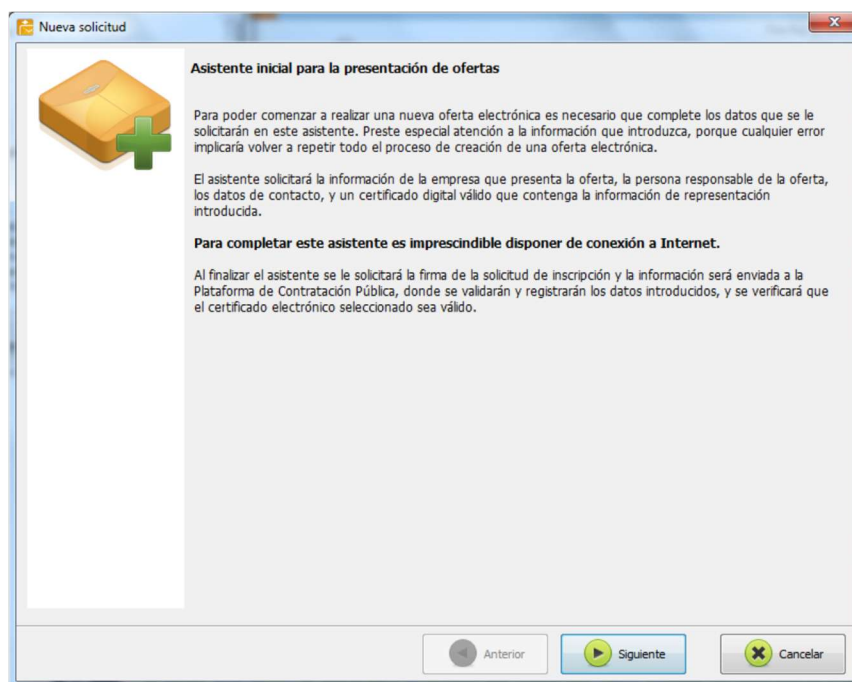 Nueva solicitud
Asistente inicial para la presentación de ofertas
Para poder comenzar a realizar una nueva oferta electrónica es necesario que complete los datos que se le
solicitarán en este asistente. Preste especial atención a la información que introduzca, porque cualquier error
implicaría volver a repetir todo el proceso de creación de una oferta electrónica.
El asistente solicitará la información de la empresa que presenta la oferta, la persona responsable de la oferta,
los datos de contacto, y un certificado digital válido que contenga la información de representación
introducida.
Para completar este asistente es imprescindible disponer de conexión a Internet.
Al finalizar el asistente se le solicitará la firma de la solicitud de inscripción y la información será enviada a la
Plataforma de Contratación Pública, donde se validarán y registrarán los datos introducidos, y se verificará que
el certificado electrónico seleccionado sea válido.
Anterior
Siguiente
Cancelar